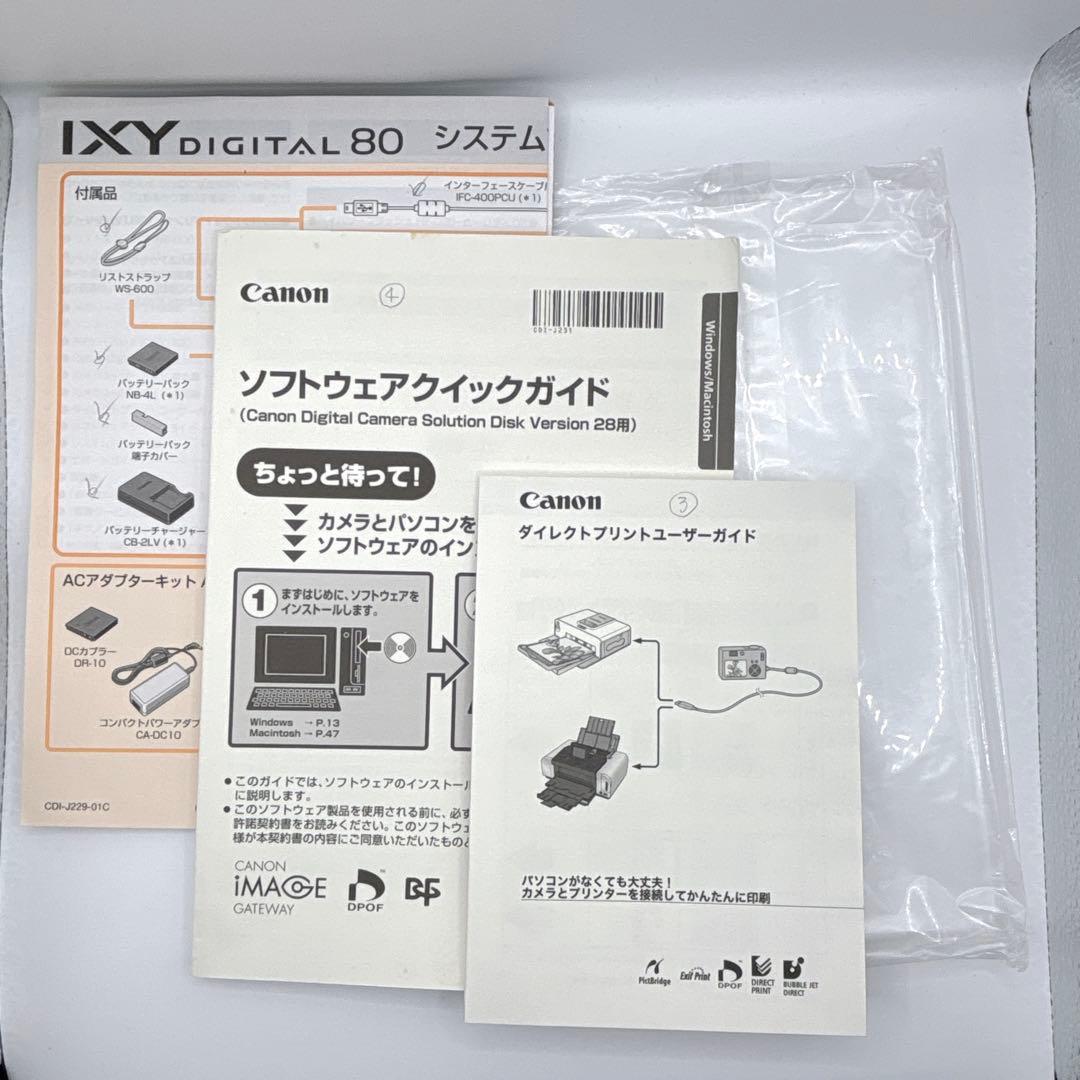 IXY DIGITAL 80 システム
付属品
インターフェースケーブル
IFC-400PCU (*1)
リストストラップ
WS-600
バッテリーパック
NB-4L (*1)
バッテリーパック
端子カバー
バッテリーチャージャー
CB-2LV (*1)
ACアダプターキット
DCカプラー
DR-10
コンパクトパワーアダプ
CA-DC10
CDI-J229-01C
Canon
④
CDI-J231
Windows/Macintosh
ソフトウェアクイックガイド
(Canon Digital Camera Solution Disk Version 28用)
ちょっと待って!
カメラとパソコンを
ソフトウェアのインス
1
まずはじめに、ソフトウェアを
インストールします。
Windows → P.13
Macintosh → P.47
●このガイドでは、ソフトウェアのインストール
に説明します。
●このソフトウェア製品を使用される前に、必ず
許諾契約書をお読みください。このソフトウェ
様が本契約書の内容にご同意いただいたものと
CANON
iMAGE
GATEWAY
DPOF™
Canon
③
ダイレクトプリントユーザーガイド
パソコンがなくても大丈夫!
カメラとプリンターを接続してかんたんに印刷
PictBridge
Exif Print
DPOF
DIRECT
PRINT
BUBBLE JET
DIRECT